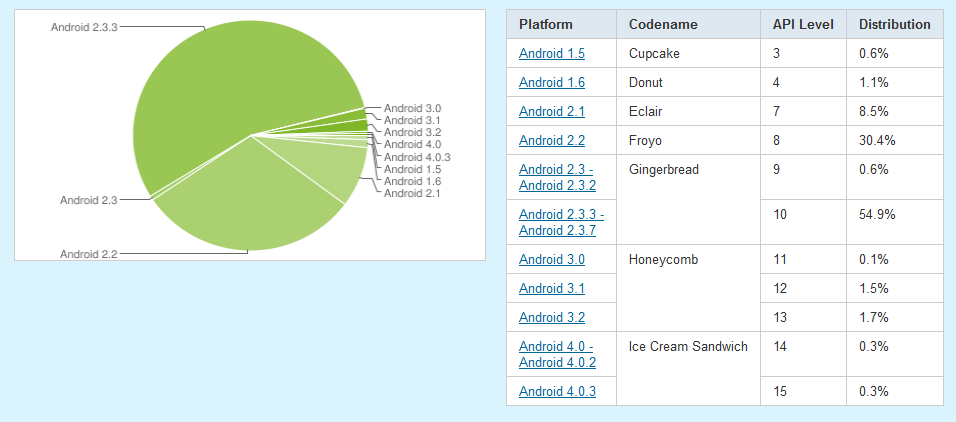 Android 2.3.3
Android 3.0
Android 3.1
Android 3.2
Android 4.0
Android 4.0.3
Android 1.5
Android 1.6
Android 2.1
Android 2.3
Android 2.2
Platform Codename API Level Distribution
Android 1.5 Cupcake 3 0.6%
Android 1.6 Donut 4 1.1%
Android 2.1 Eclair 7 8.5%
Android 2.2 Froyo 8 30.4%
Android 2.3 - Gingerbread 9 0.6%
Android 2.3.2
Android 2.3.3 - 10 54.9%
Android 2.3.7
Android 3.0 Honeycomb 11 0.1%
Android 3.1 12 1.5%
Android 3.2 13 1.7%
Android 4.0 - Ice Cream Sandwich 14 0.3%
Android 4.0.2
Android 4.0.3 15 0.3%